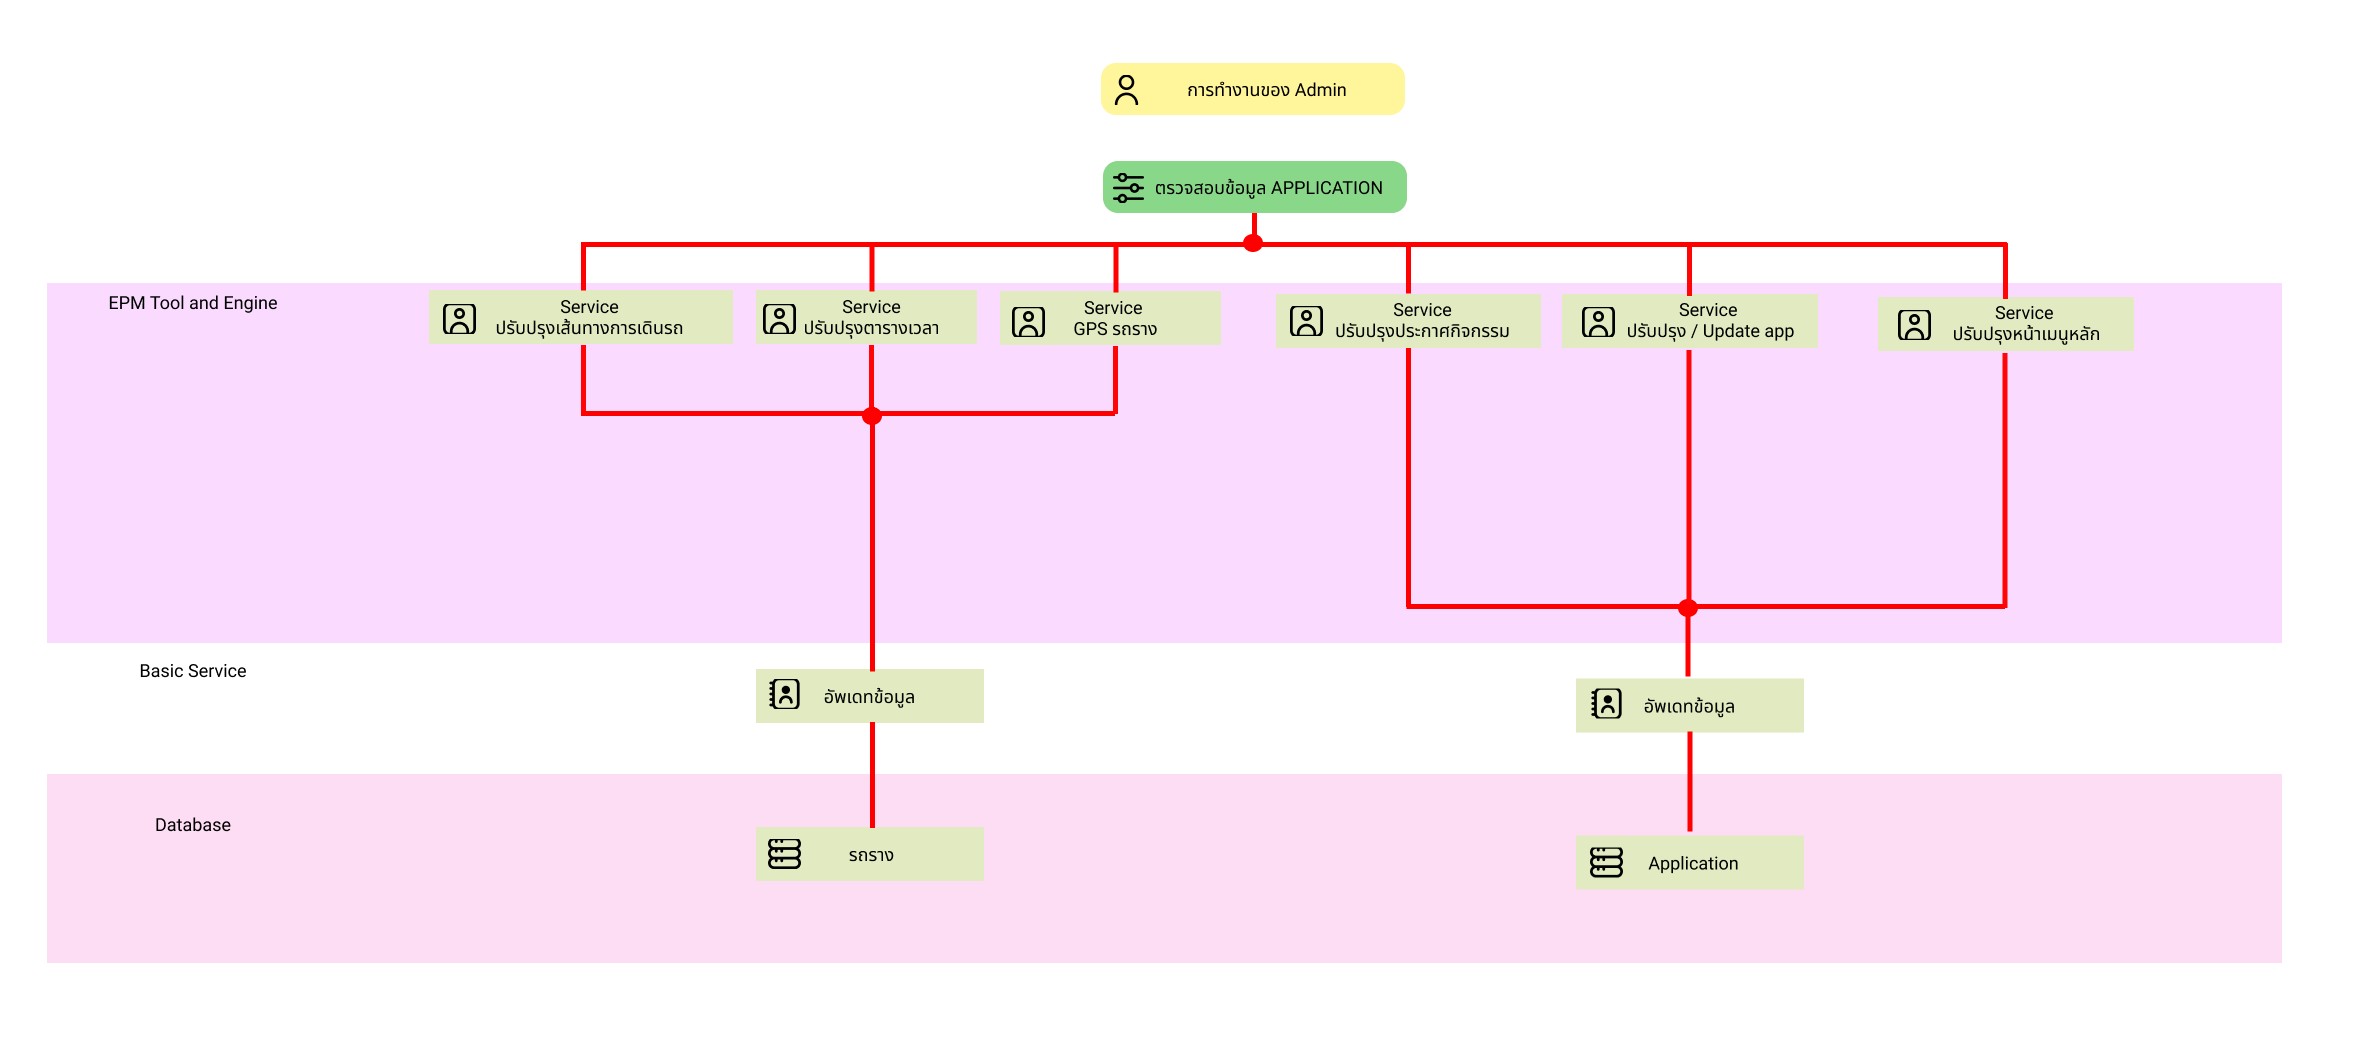 การทำงานของ Admin
ตรวจสอบข้อมูล APPLICATION
EPM Tool and Engine
Service
ปรับปรุงเส้นทางการเดินรถ
Service
ปรับปรุงตารางเวลา
Service
GPS รถราง
Service
ปรับปรุงประกาศกิจกรรม
Service
ปรับปรุง / Update app
Service
ปรับปรุงหน้าเมนูหลัก
Basic Service
อัพเดทข้อมูล
อัพเดทข้อมูล
Database
รถราง
Application